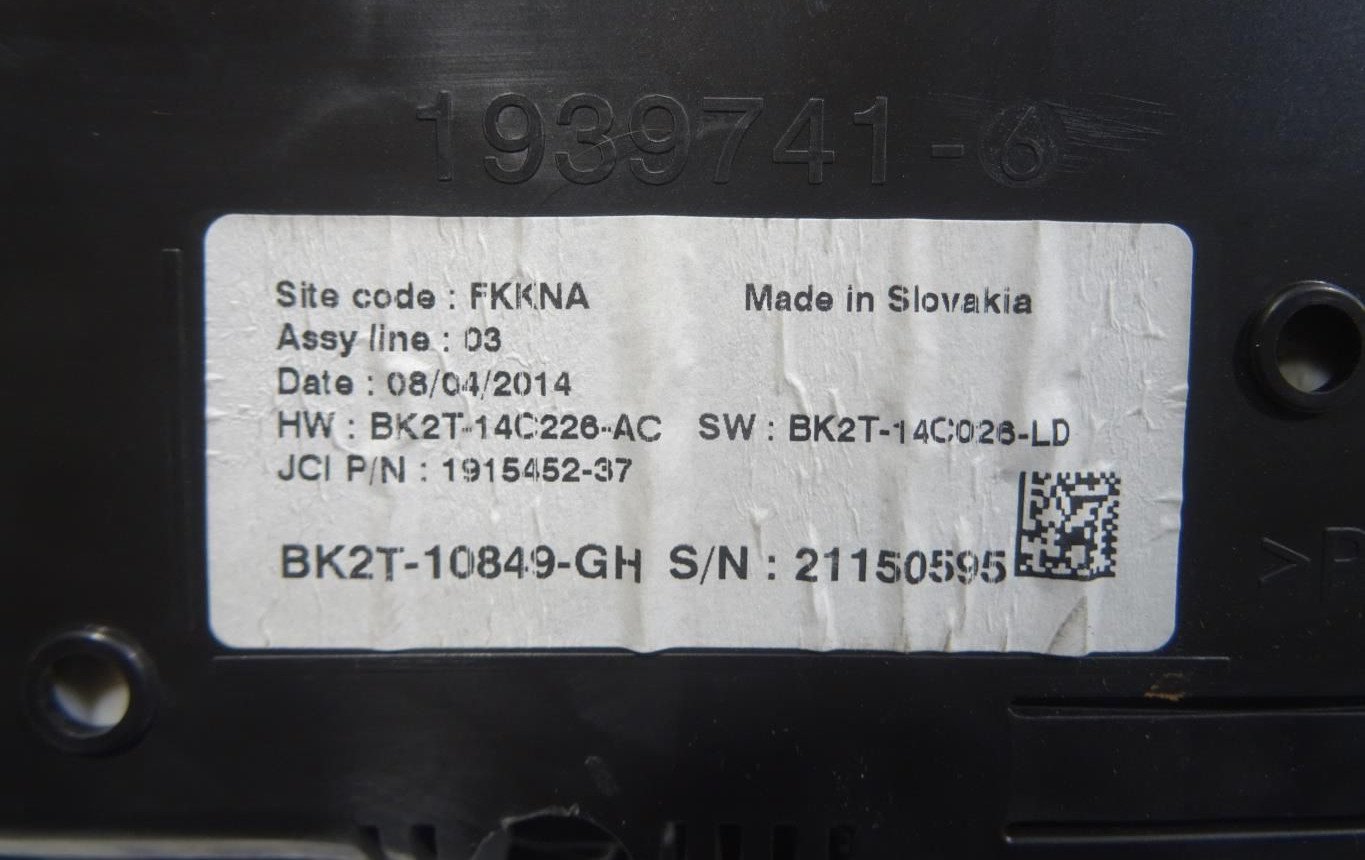 1939741-6
Site code : FKKNA Made in Slovakia
Assy line : 03
Date : 08/04/2014
HW : BK2T-14C226-AC SW : BK2T-14C026-LD
JCI P/N : 1915452-37
BK2T-10849-GH S/N : 21150595
>P